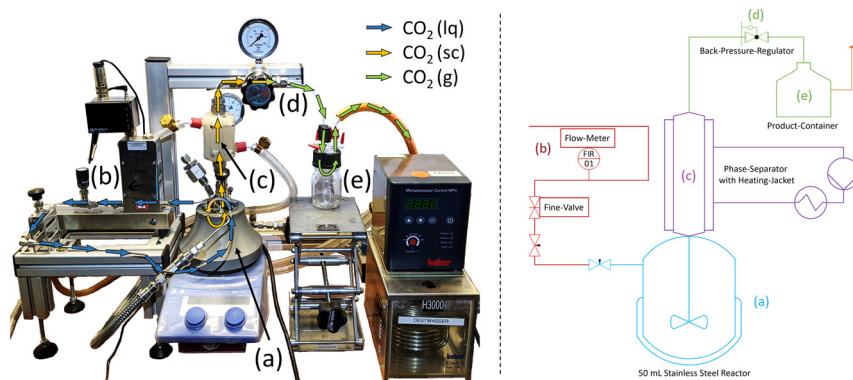 CO₂ (lq)
CO₂ (sc)
CO₂ (g)
(d)
(b)
(c)
(e)
(a)
Microprocessor Control MPC
huber
H3000
DESTWASSER
huber
(d)
Back-Pressure-Regulator
(e)
Product-Container
(b)
Flow-Meter
FIR
01
Fine-Valve
(c)
Phase-Separator
with Heating-Jacket
(a)
50 mL Stainless Steel Reactor